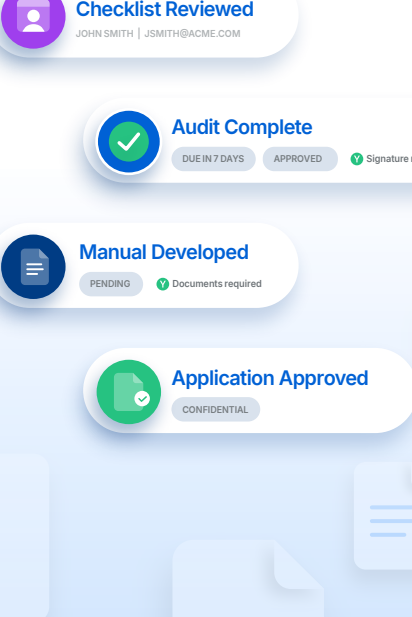 Checklist Reviewed
JOHN SMITH | JSMITH@ACME.COM
Audit Complete
DUE IN 7 DAYS APPROVED Signature
Manual Developed
PENDING Documents required
Application Approved
CONFIDENTIAL